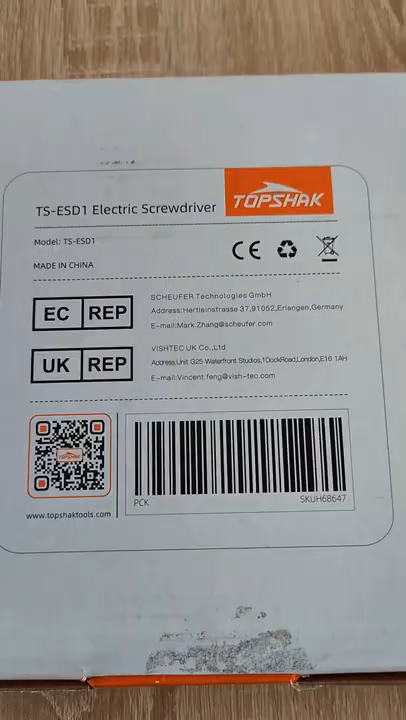 TS-ESD1 Electric Screwdriver
TOPSHAK
Model: TS-ESD1
MADE IN CHINA
CE
EC REP
SCHEUFER Technologies GmbH
Address:Hertleinstrasse 37,91052,Erlangen,Germany
E-mail:Mark.Zhang@scheufer.com
UK REP
VISHTEC UK Co.,Ltd
Address:Unit G25 Waterfront Studios,1DockRoad,London,E16 1AH
E-mail:Vincent.feng@vish-tec.com
TOPSHAK
www.topshaktools.com
PCK
SKUH68647